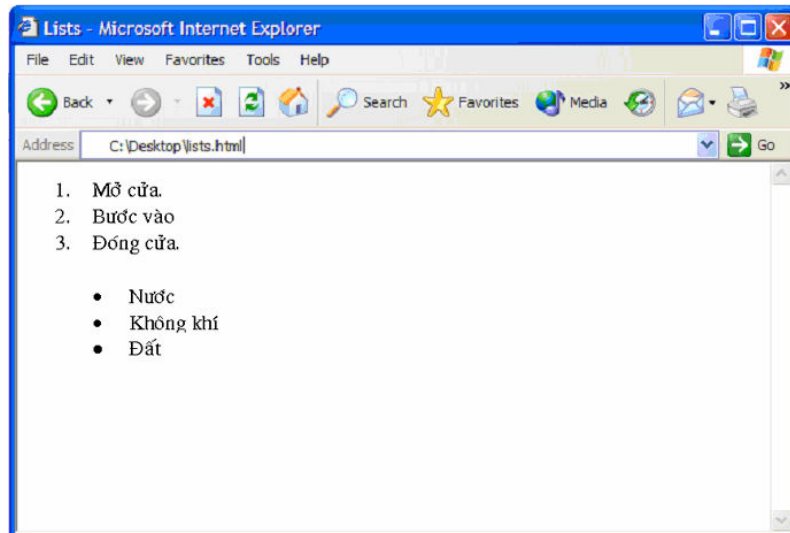 Lists - Microsoft Internet Explorer
File Edit View Favorites Tools Help
Back Search Favorites Media »
Address C:\Desktop\lists.html Go
1. Mở cửa.
2. Bước vào
3. Đóng cửa.
• Nước
• Không khí
• Đất